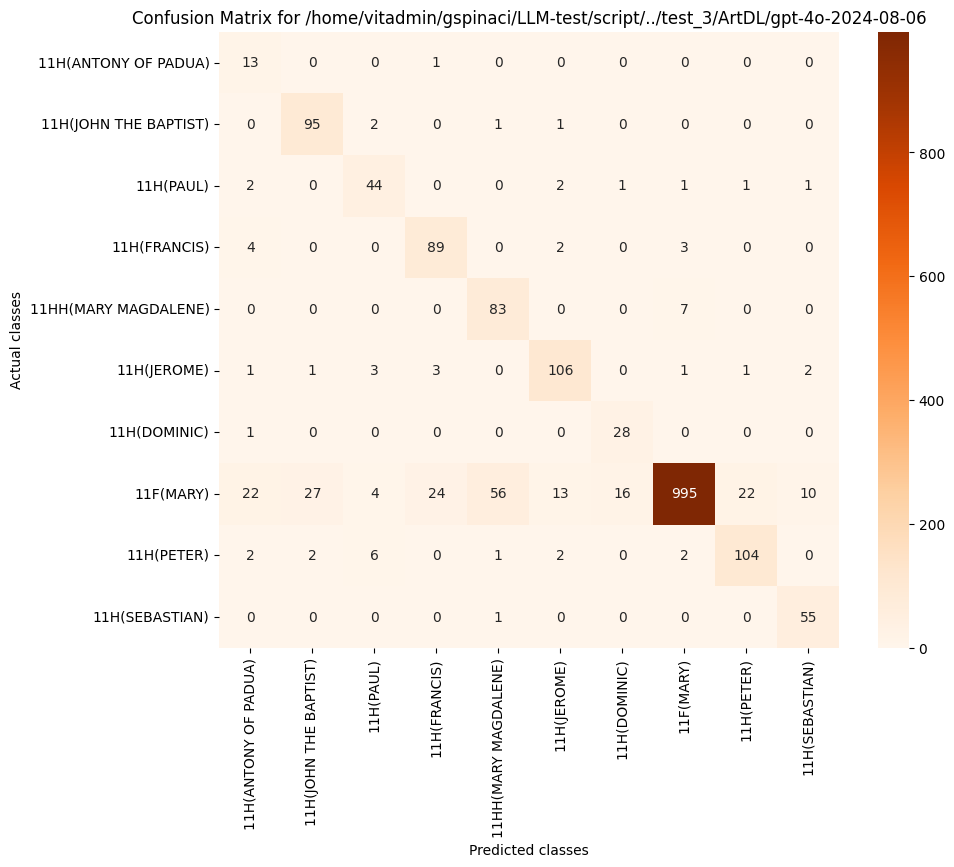 Confusion Matrix for /home/vitadmin/gspinaci/LLM-test/script/../test_3/ArtDL/gpt-4o-2024-08-06
11H(ANTONY OF PADUA) 13 0 0 1 0 0 0 0 0 0
11H(JOHN THE BAPTIST) 0 95 2 0 1 1 0 0 0 0
11H(PAUL) 2 0 44 0 0 2 1 1 1 1
11H(FRANCIS) 4 0 0 89 0 2 0 3 0 0
11HH(MARY MAGDALENE) 0 0 0 0 83 0 0 7 0 0
11H(JEROME) 1 1 3 3 0 106 0 1 1 2
11H(DOMINIC) 1 0 0 0 0 0 28 0 0 0
11F(MARY) 22 27 4 24 56 13 16 995 22 10
11H(PETER) 2 2 6 0 1 2 0 2 104 0
11H(SEBASTIAN) 0 0 0 0 1 0 0 0 0 55
Actual classes
11H(ANTONY OF PADUA)
11H(JOHN THE BAPTIST)
11H(PAUL)
11H(FRANCIS)
11HH(MARY MAGDALENE)
11H(JEROME)
11H(DOMINIC)
11F(MARY)
11H(PETER)
11H(SEBASTIAN)
Predicted classes
800
600
400
200
0